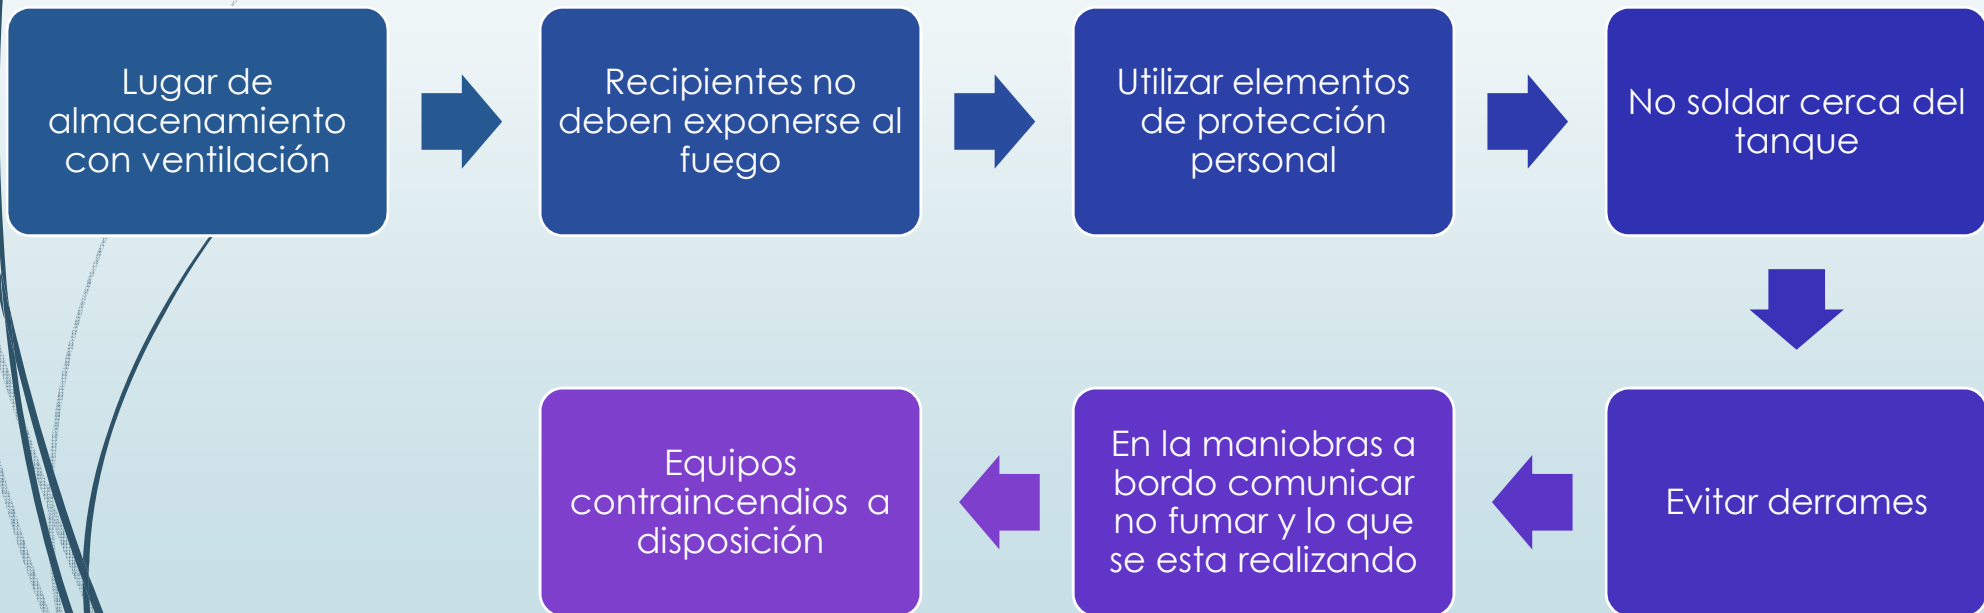 Lugar de
almacenamiento
con ventilación
Recipientes no
deben exponerse al
fuego
Utilizar elementos
de protección
personal
No soldar cerca del
tanque
Evitar derrames
En la maniobras a
bordo comunicar
no fumar y lo que
se esta realizando
Equipos
contraincendios  a
disposición